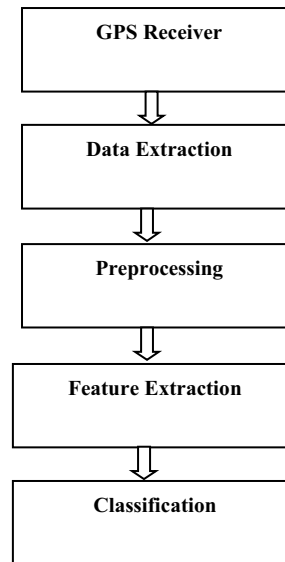 GPS Receiver
Data Extraction
Preprocessing
Feature Extraction
Classification